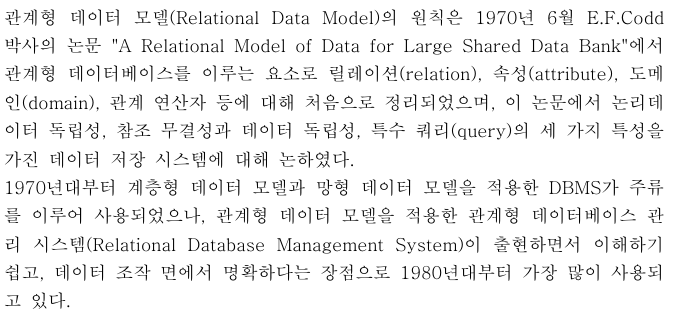 관계형 데이터 모델(Relational Data Model)의 원칙은 1970년 6월 E.F.Codd
박사의 논문 "A Relational Model of Data for Large Shared Data Bank"에서
관계형 데이터베이스를 이루는 요소로 릴레이션(relation), 속성(attribute), 도메
인(domain), 관계 연산자 등에 대해 처음으로 정리되었으며, 이 논문에서 논리데
이터 독립성, 참조 무결성과 데이터 독립성, 특수 쿼리(query)의 세 가지 특성을
가진 데이터 저장 시스템에 대해 논하였다.
1970년대부터 계층형 데이터 모델과 망형 데이터 모델을 적용한 DBMS가 주류
를 이루어 사용되었으나, 관계형 데이터 모델을 적용한 관계형 데이터베이스 관
리 시스템(Relational Database Management System)이 출현하면서 이해하기
쉽고, 데이터 조작 면에서 명확하다는 장점으로 1980년대부터 가장 많이 사용되
고 있다.